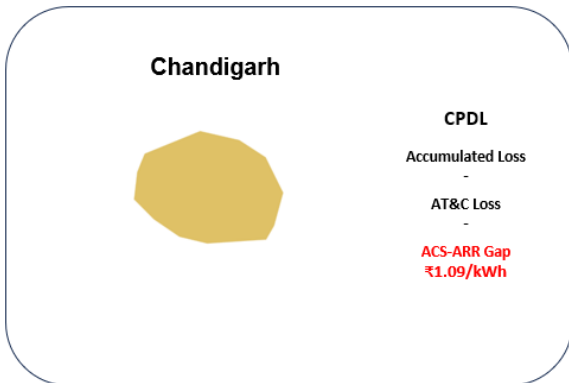 Chandigarh
CPDL
Accumulated Loss
-
AT&C Loss
-
ACS-ARR Gap
₹1.09/kWh